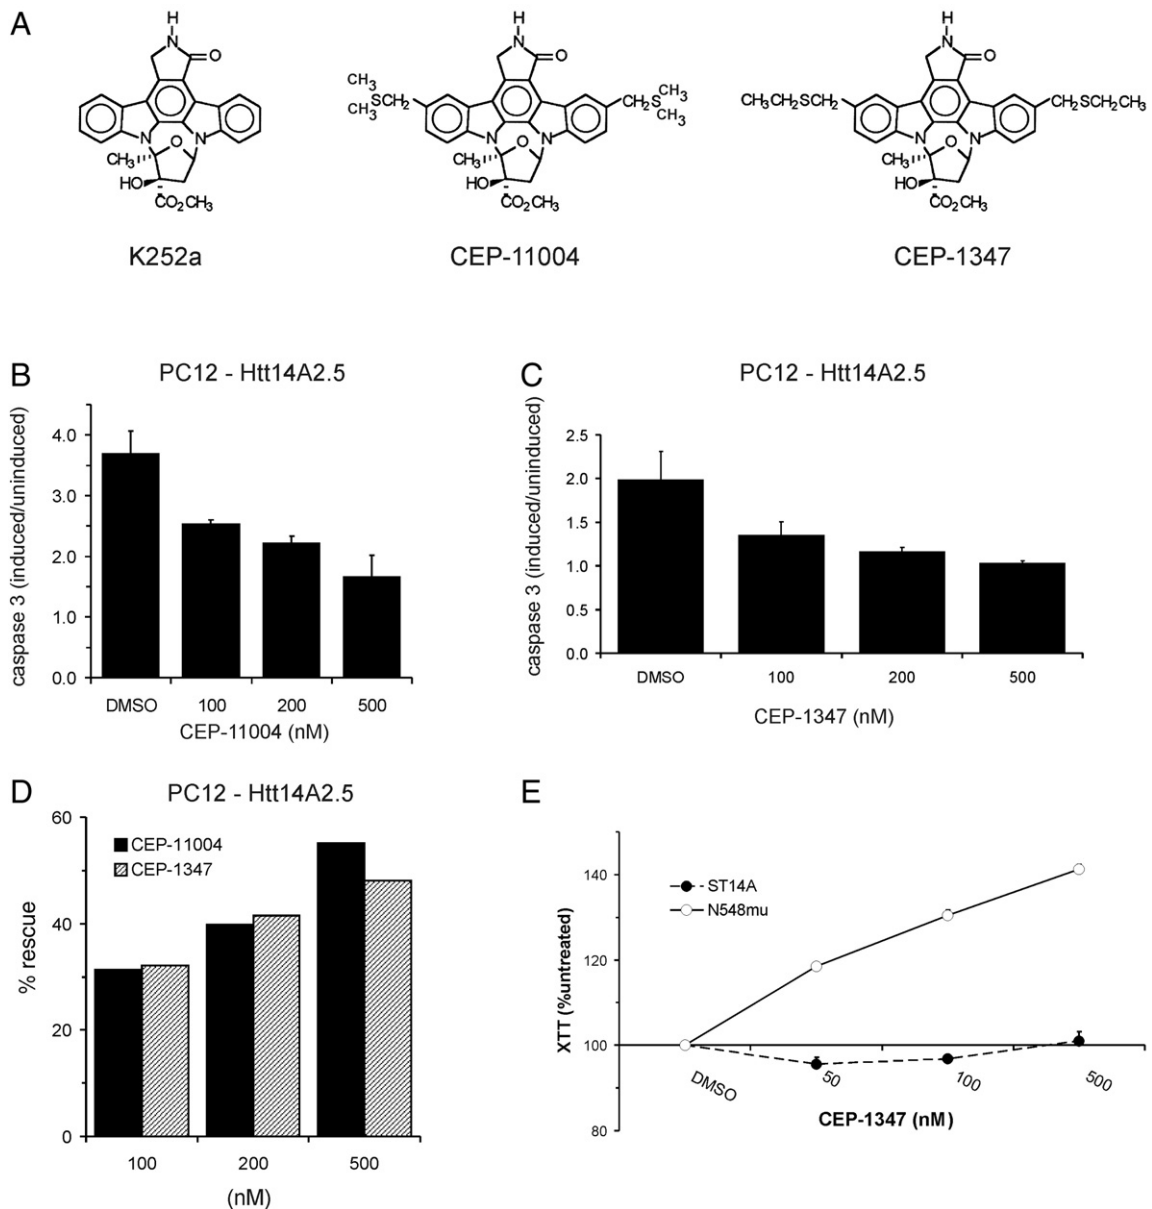 A
H
N
O
N
N
O
CH3
HO
CO2CH3
K252a
H
N
O
CH3
CH3
SCH2
CH2S
CH3
CH3
N
N
O
CH3
HO
CO2CH3
CEP-11004
H
N
O
CH3CH2SCH2
CH2SCH2CH3
N
N
O
CH3
HO
CO2CH3
CEP-1347
B
PC12 - Htt14A2.5
caspase 3 (induced/uninduced)
4.0
3.0
2.0
1.0
0.0
DMSO 100 200 500
CEP-11004 (nM)
C
PC12 - Htt14A2.5
caspase 3 (induced/uninduced)
2.5
2.0
1.5
1.0
0.5
0.0
DMSO 100 200 500
CEP-1347 (nM)
D
PC12 - Htt14A2.5
% rescue
60
40
20
0
CEP-11004
CEP-1347
100 200 500
(nM)
E
XTT (%untreated)
140
120
100
80
ST14A
N548mu
DMSO 50 100 500
CEP-1347 (nM)